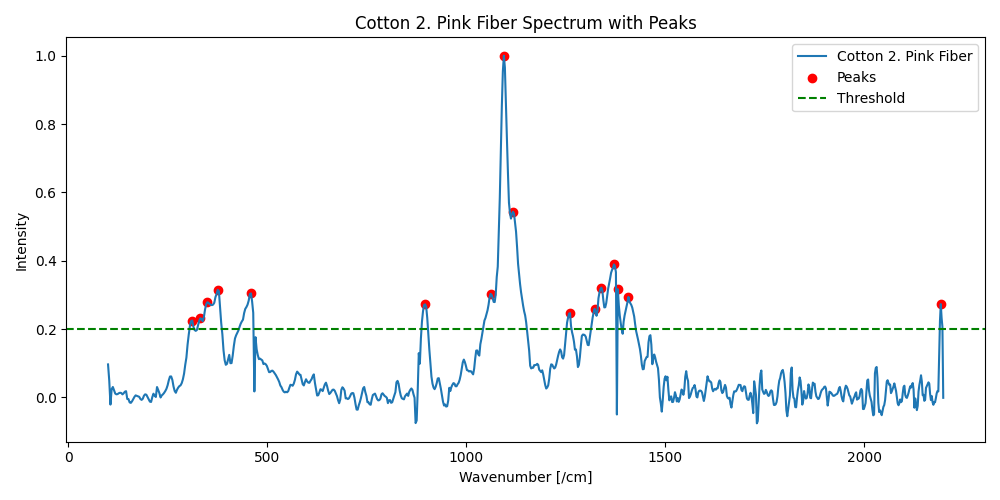 Cotton 2. Pink Fiber Spectrum with Peaks
Cotton 2. Pink Fiber
Peaks
Threshold
1.0
0.8
0.6
0.4
0.2
0.0
Intensity
0 500 1000 1500 2000
Wavenumber [/cm]